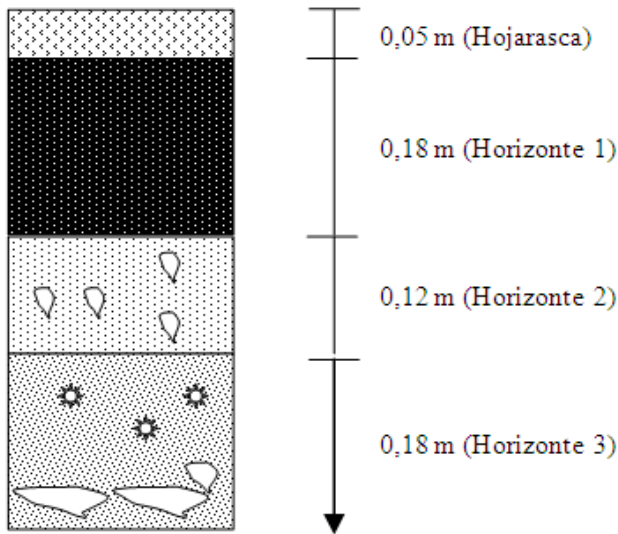 0,05 m (Hojarasca)
0,18 m (Horizonte 1)
0,12 m (Horizonte 2)
0,18 m (Horizonte 3)